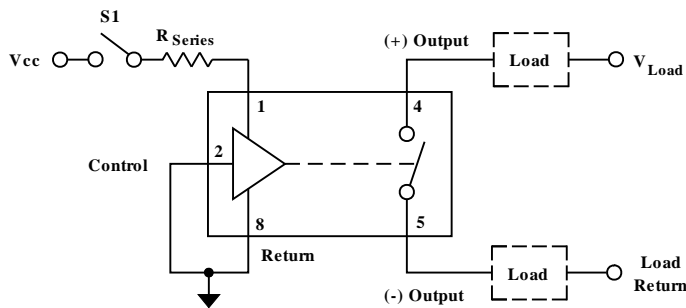 S1
R Series
Vcc
(+) Output
Load
V Load
1
4
2
Control
8
5
Return
Load
Load
Return
(-) Output